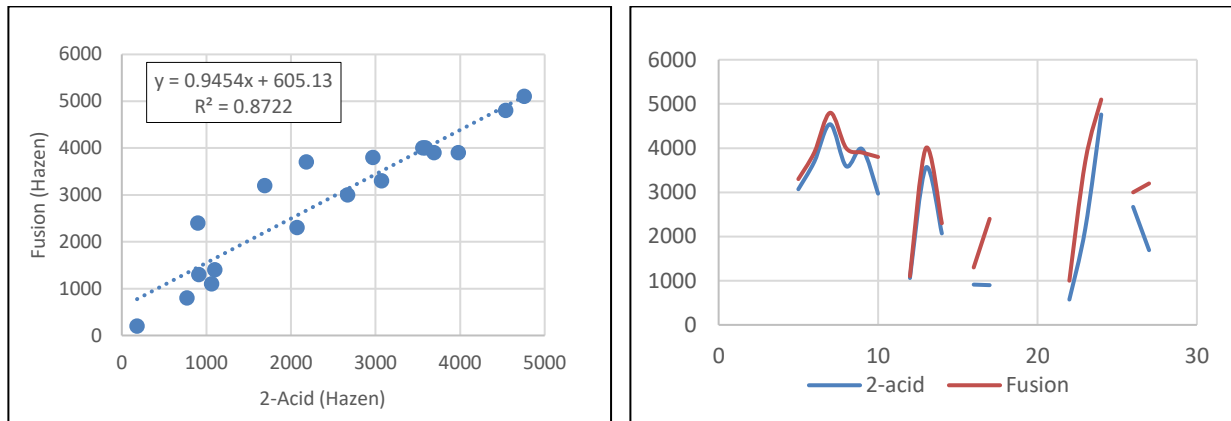 6000
5000
4000
3000
2000
1000
0
Fusion (Hazen)
y = 0.9454x + 605.13
R² = 0.8722
0 1000 2000 3000 4000 5000
2-Acid (Hazen)
6000
5000
4000
3000
2000
1000
0
0 10 20 30
2-acid Fusion